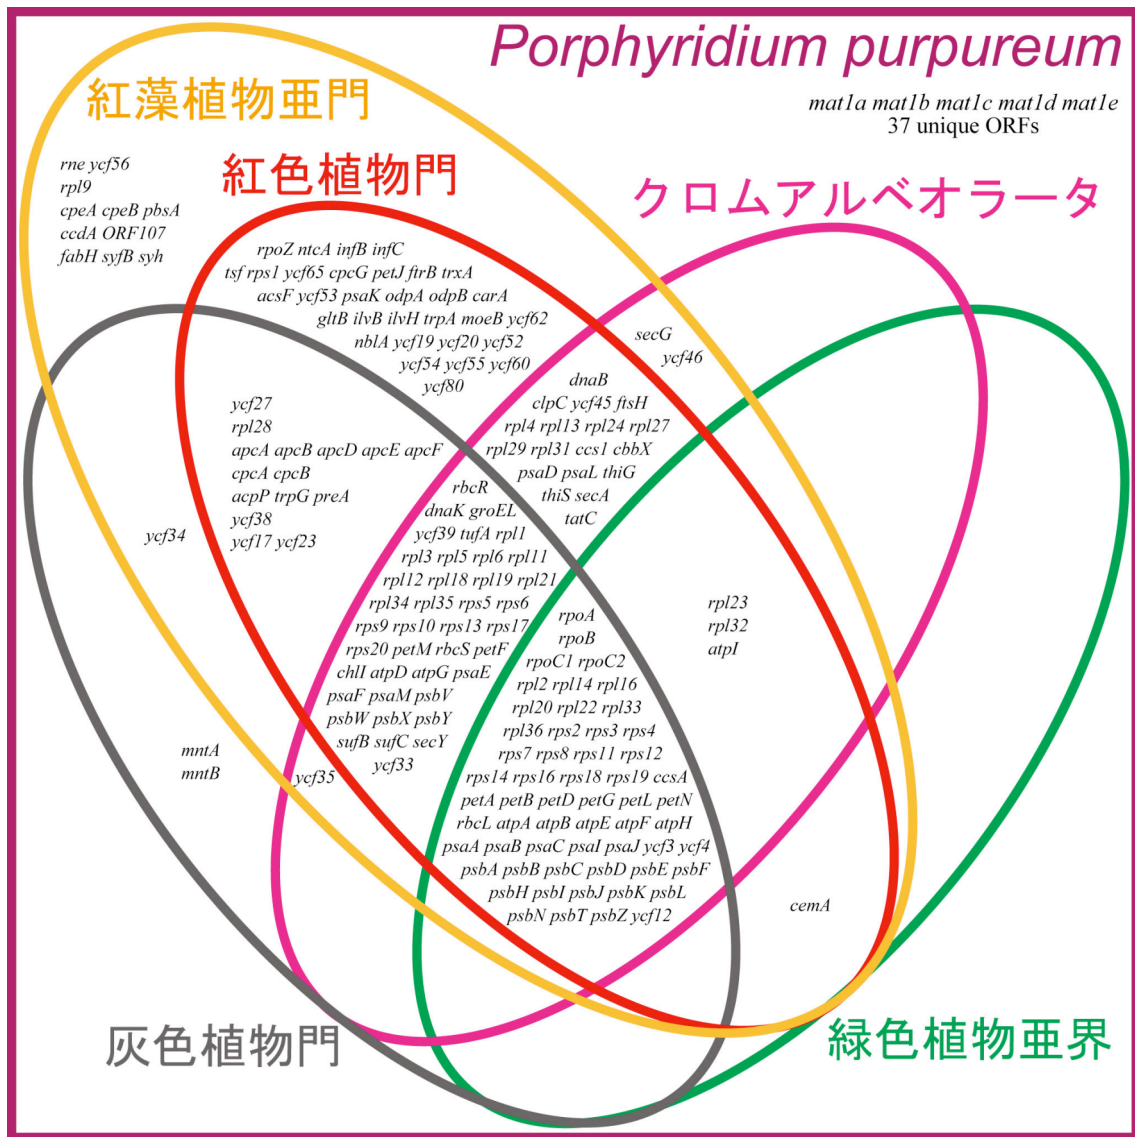 Porphyridium purpureum
mat1a mat1b mat1c mat1d mat1e
37 unique ORFs
紅藻植物亜門
rne ycf56
rpl9
cpeA cpeB pbsA
ccdA ORF107
fabH syfB syh
紅色植物門
rpoZ ntcA infB infC
tsf rps1 ycf65 cpcG petJ ftrB trxA
acsF ycf53 psaK odpA odpB carA
gltB ilvB ilvH trpA moeB ycf62
nblA ycf19 ycf20 ycf52
ycf54 ycf55 ycf60
ycf80
クロムアルベオラータ
secG
ycf46
dnaB
clpC ycf45 ftsH
rpl4 rpl13 rpl24 rpl27
rpl29 rpl31 ccs1 cbbX
psaD psaL thiG
thiS secA
tatC
ycf27
rpl28
apcA apcB apcD apcE apcF
cpcA cpcB
acpP trpG preA
ycf38
ycf17 ycf23
ycf34
rbcR
dnaK groEL
ycf39 tufA rpl1
rpl3 rpl5 rpl6 rpl11
rpl12 rpl18 rpl19 rpl21
rpl34 rpl35 rps5 rps6
rps9 rps10 rps13 rps17
rps20 petM rbcS petF
chlI atpD atpG psaE
psaF psaM psbV
psbW psbX psbY
sufB sufC secY
ycf33
rpl23
rpl32
atpI
rpoA
rpoB
rpoC1 rpoC2
rpl2 rpl14 rpl16
rpl20 rpl22 rpl33
rpl36 rps2 rps3 rps4
rps7 rps8 rps11 rps12
rps14 rps16 rps18 rps19 ccsA
petA petB petD petG petL petN
rbcL atpA atpB atpE atpF atpH
psaA psaB psaC psaI psaJ ycf3 ycf4
psbA psbB psbC psbD psbE psbF
psbH psbI psbJ psbK psbL
psbN psbT psbZ ycf12
mntA
mntB
ycf35
cemA
灰色植物門
緑色植物亜界